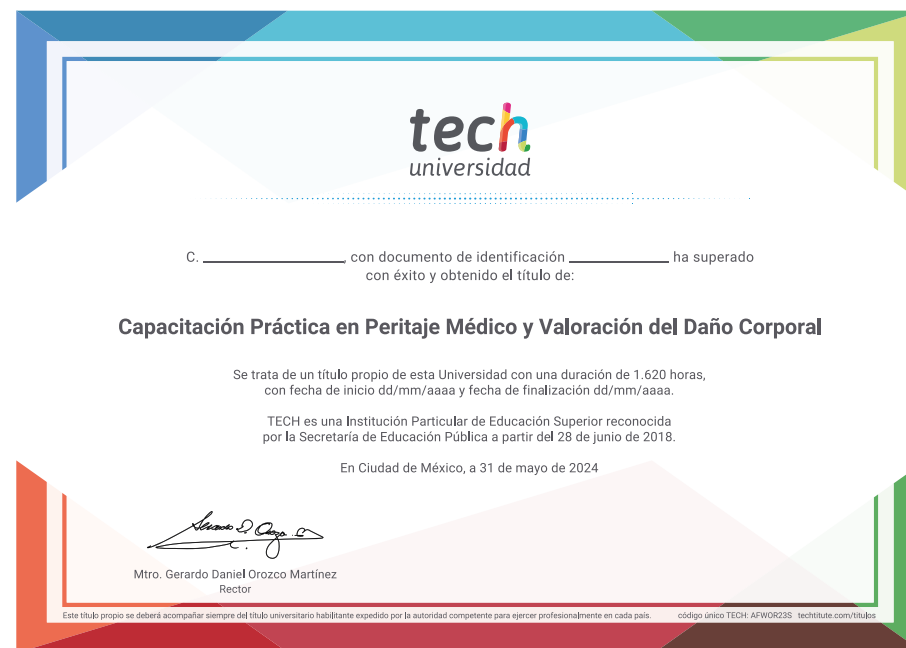 tech
universidad
C. ____________, con documento de identificación ____________ ha superado
con éxito y obtenido el título de:
Capacitación Práctica en Peritaje Médico y Valoración del Daño Corporal
Se trata de un título propio de esta Universidad con una duración de 1.620 horas,
con fecha de inicio dd/mm/aaaa y fecha de finalización dd/mm/aaaa.
TECH es una Institución Particular de Educación Superior reconocida
por la Secretaría de Educación Pública a partir del 28 de junio de 2018.
En Ciudad de México, a 31 de mayo de 2024
Mtro. Gerardo Daniel Orozco Martínez
Rector
Este título propio se deberá acompañar siempre del título universitario habilitante expedido por la autoridad competente para ejercer profesionalmente en cada país. código único TECH: AFWOR23S techtitute.com/titulos